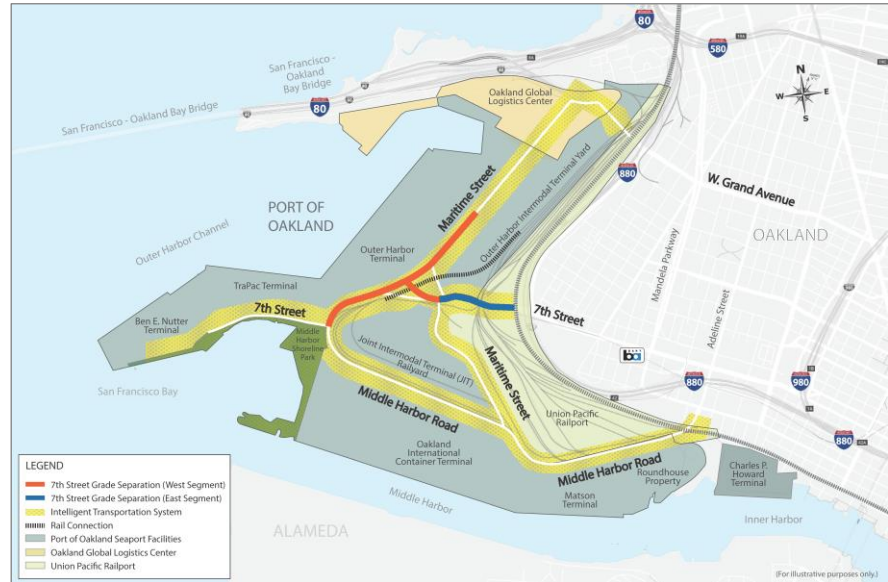 San Francisco -
Oakland
Bay Bridge
San Francisco - Oakland Bay Bridge
80
80
580
Oakland Global
Logistics Center
N
W
E
S
880
W. Grand Avenue
Maritime Street
Outer Harbor Intermodal Terminal Yard
PORT OF
OAKLAND
OAKLAND
Outer Harbor Channel
Outer Harbor
Terminal
Mandela Parkway
Adeline Street
TraPac Terminal
7th Street
7th Street
Ben E. Nutter
Terminal
Middle
Harbor
Shoreline
Park
Joint Intermodal Terminal (JIT)
Railyard
Maritime Street
ba
San Francisco Bay
880
980
Middle Harbor Road
Union Pacific
Railport
880
Oakland
International
Container Terminal
Middle Harbor Road
Roundhouse
Property
Charles P.
Howard
Terminal
Matson
Terminal
Middle Harbor
Inner Harbor
ALAMEDA
LEGEND
7th Street Grade Separation (West Segment)
7th Street Grade Separation (East Segment)
Intelligent Transportation System
Rail Connection
Port of Oakland Seaport Facilities
Oakland Global Logistics Center
Union Pacific Railport
(For illustrative purposes only.)